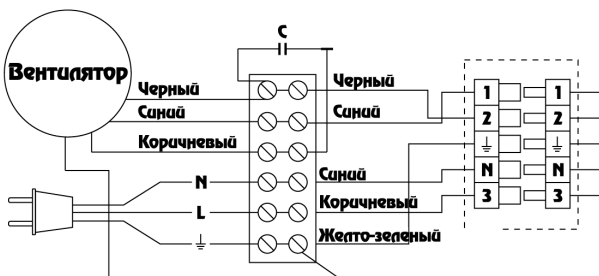 C
Вентилятор
Черный
Синий
Коричневый
N
L
Черный
Синий
Синий
Коричневый
Желто-зеленый
1
2
N
3
1
2
N
3